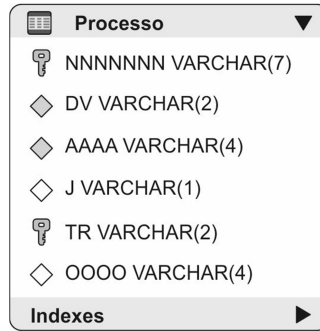 Processo
NNNNNNN VARCHAR(7)
DV VARCHAR(2)
AAAA VARCHAR(4)
J VARCHAR(1)
TR VARCHAR(2)
OOOO VARCHAR(4)
Indexes